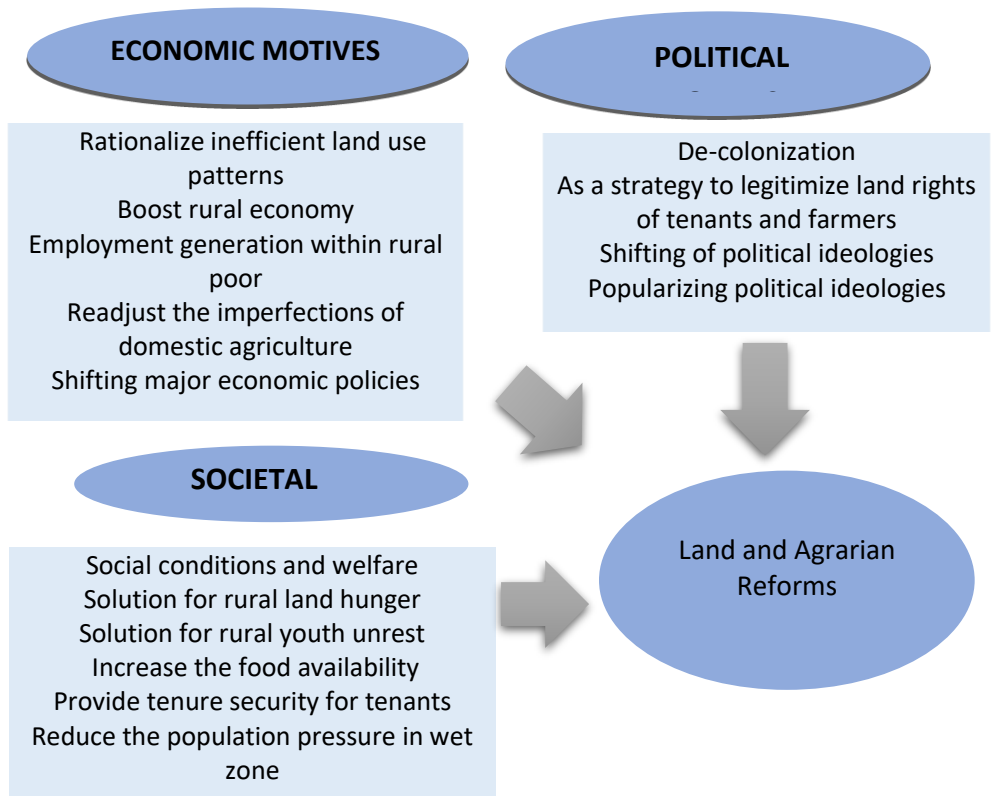 ECONOMIC MOTIVES
Rationalize inefficient land use
patterns
Boost rural economy
Employment generation within rural
poor
Readjust the imperfections of
domestic agriculture
Shifting major economic policies
POLITICAL
De-colonization
As a strategy to legitimize land rights
of tenants and farmers
Shifting of political ideologies
Popularizing political ideologies
SOCIETAL
Social conditions and welfare
Solution for rural land hunger
Solution for rural youth unrest
Increase the food availability
Provide tenure security for tenants
Reduce the population pressure in wet
zone
Land and Agrarian
Reforms